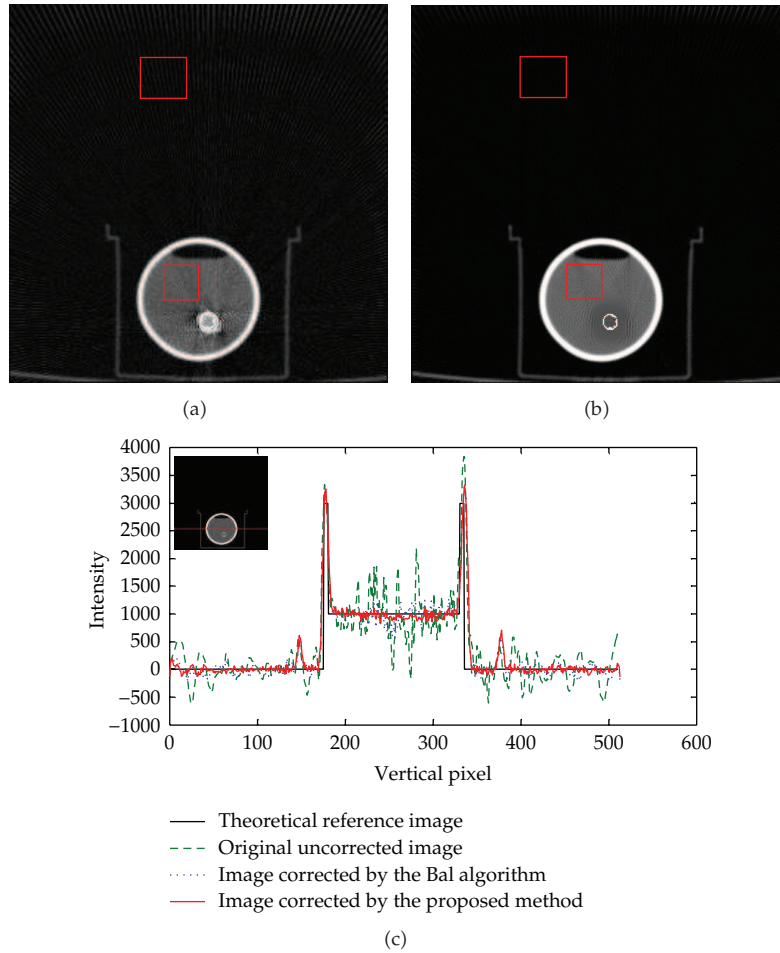 (a)
(b)
4000
3500
3000
2500
2000
1500
1000
500
0
−500
−1000
Intensity
0
100
200
300
400
500
600
Vertical pixel
Theoretical reference image
Original uncorrected image
Image corrected by the Bal algorithm
Image corrected by the proposed method
(c)